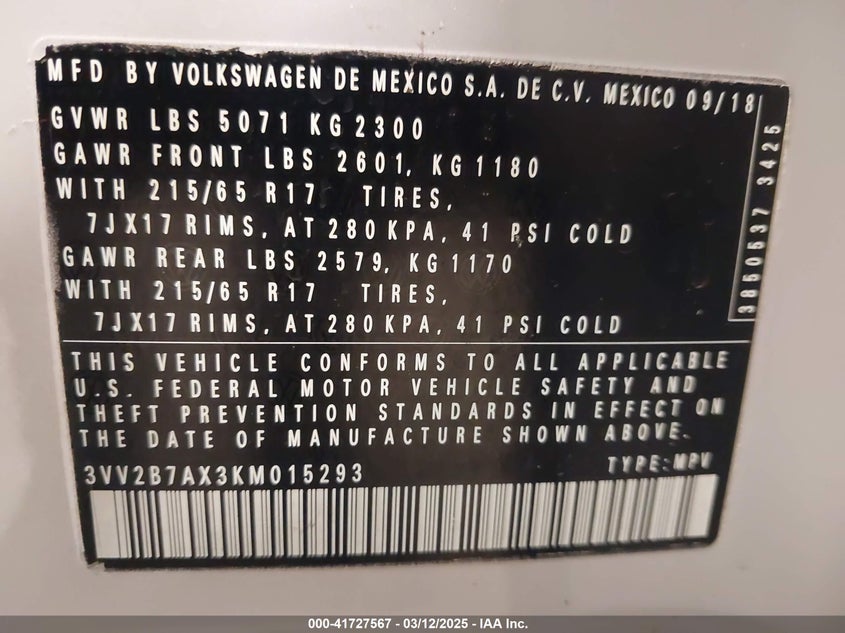 MFD BY VOLKSWAGEN DE MEXICO S.A. DE C.V. MEXICO 09/18
GVWR LBS 5071 KG 2300
GAWR FRONT LBS 2601, KG 1180
WITH 215/65 R17 TIRES,
7JX17 RIMS, AT 280 KPA, 41 PSI COLD
GAWR REAR LBS 2579, KG 1170
WITH 215/65 R17 TIRES,
7JX17 RIMS, AT 280 KPA, 41 PSI COLD
3850537 3425
THIS VEHICLE CONFORMS TO ALL APPLICABLE
U.S. FEDERAL MOTOR VEHICLE SAFETY AND
THEFT PREVENTION STANDARDS IN EFFECT ON
THE DATE OF MANUFACTURE SHOWN ABOVE.
3VV2B7AX3KM015293 TYPE: MPV
000-41727567 — 03/12/2025 — IAA Inc.